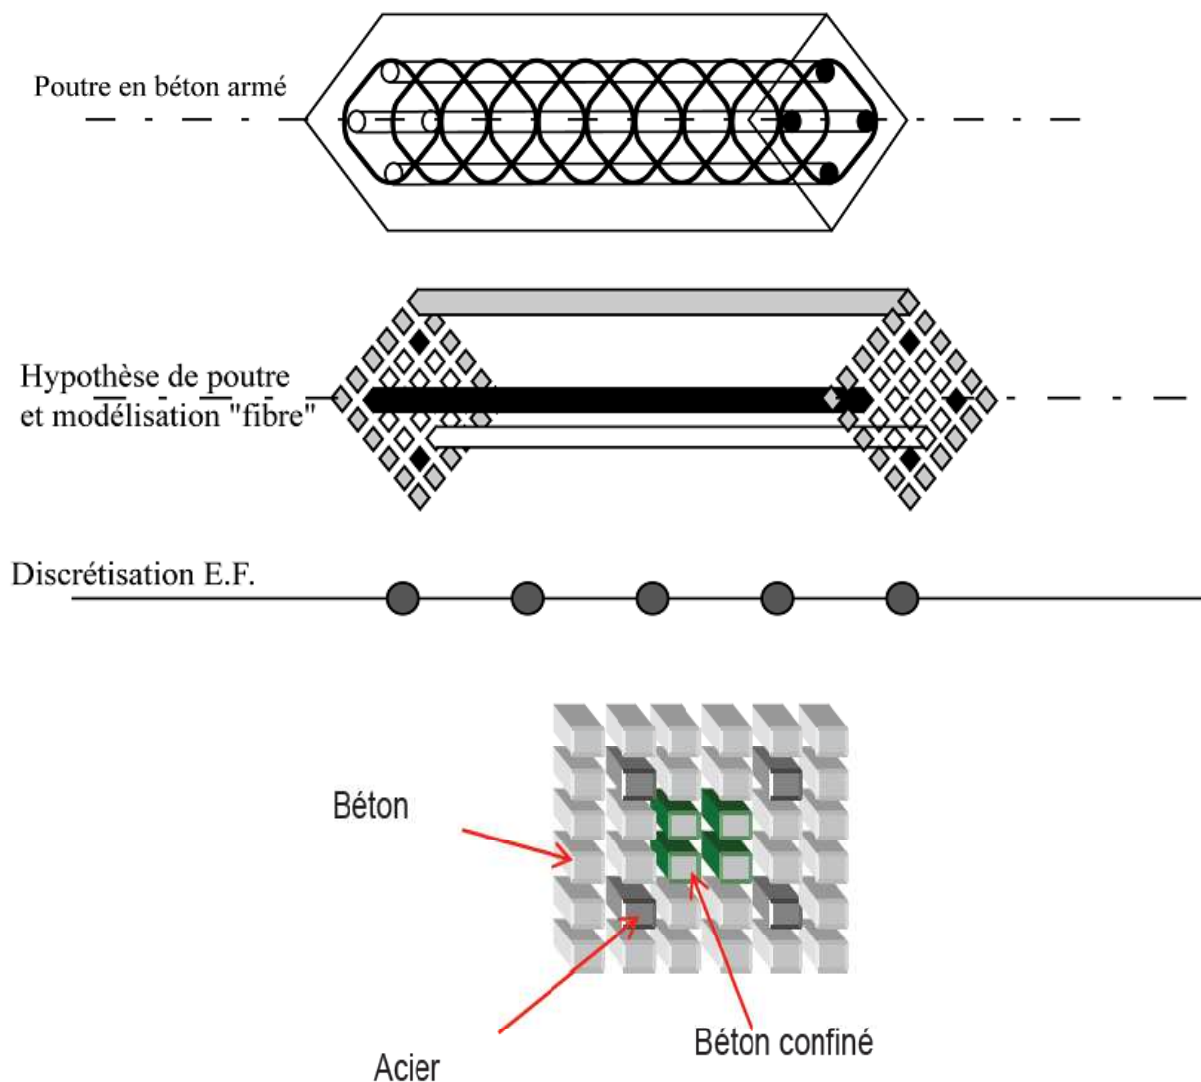 Poutre en béton armé
Hypothèse de poutre
et modélisation "fibre"
Discrétisation E.F.
Béton
Béton confiné
Acier